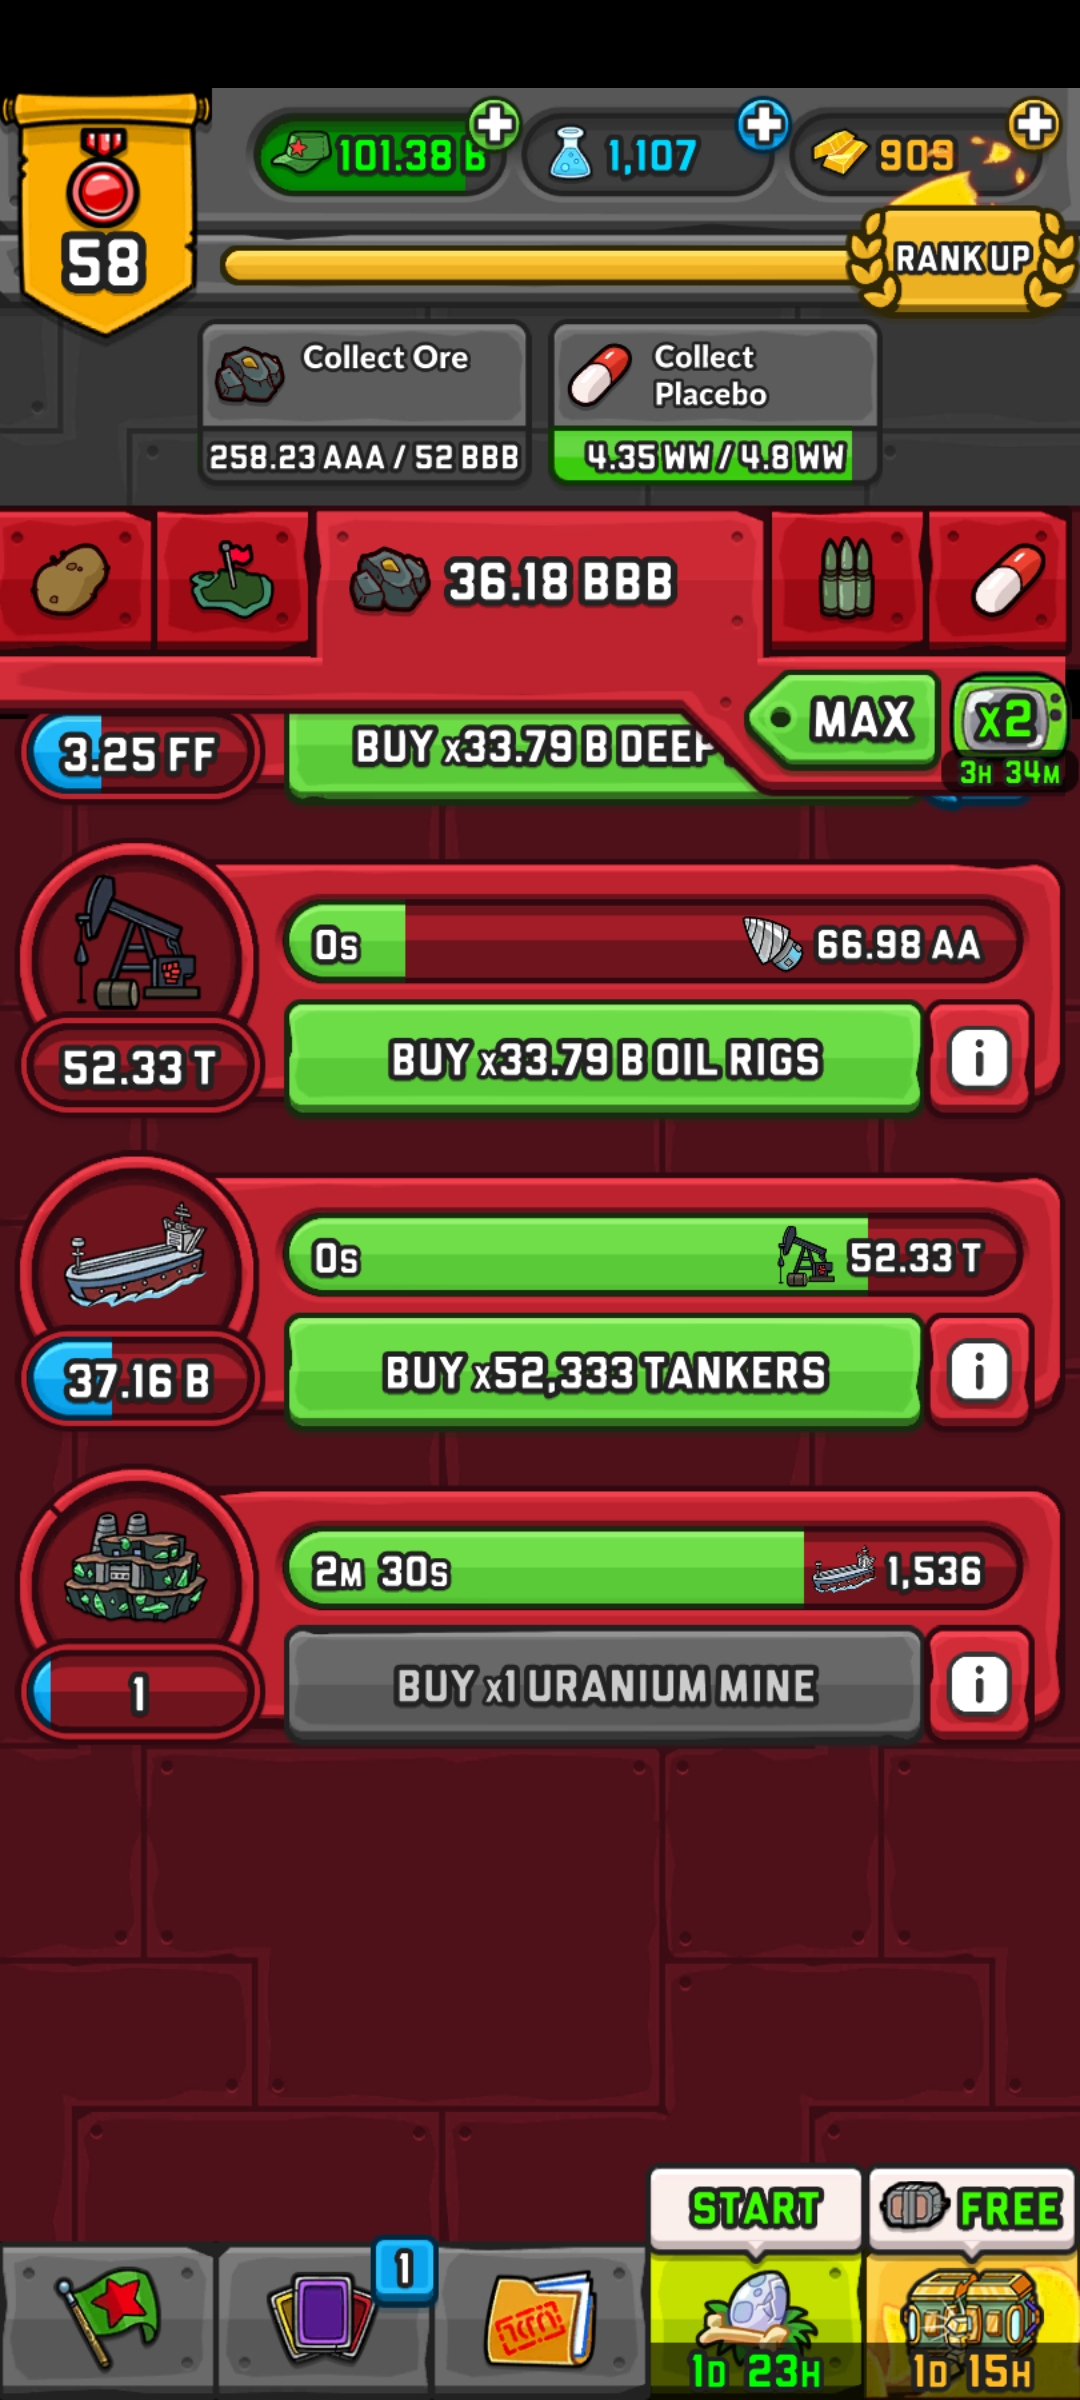 101.38 B
1,107
909
58
RANK UP
Collect Ore
258.23 AAA / 52 BBB
Collect
Placebo
4.35 WW / 4.8 WW
36.18 BBB
MAX
x2
3H 34M
3.25 FF
BUY x33.79 B DEEP
0s
66.98 AA
52.33 T
BUY x33.79 B OIL RIGS
i
0s
52.33 T
37.16 B
BUY x52,333 TANKERS
i
2M 30s
1,536
1
BUY x1 URANIUM MINE
i
START
FREE
1
1D 23H
1D 15H